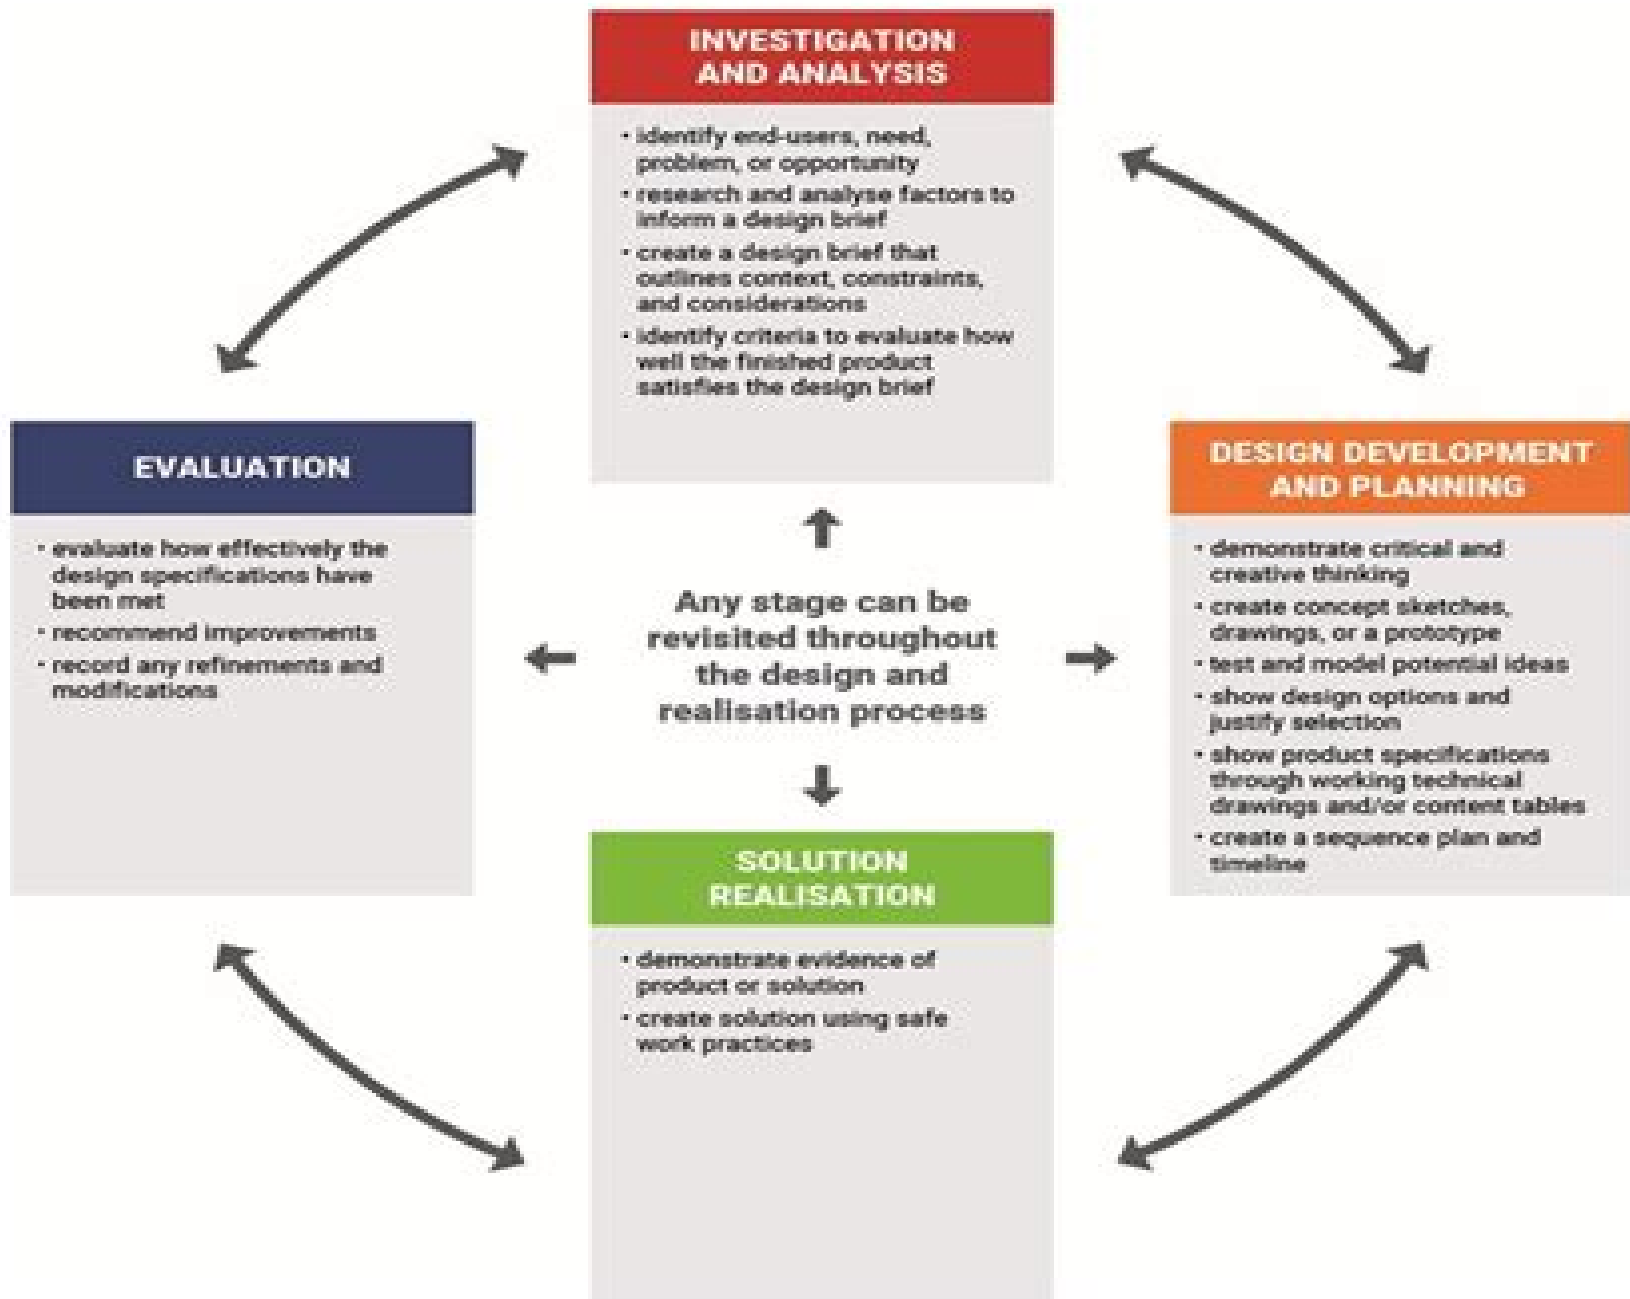 INVESTIGATION
AND ANALYSIS
• identify end-users, need,
problem, or opportunity
• research and analyse factors to
inform a design brief
• create a design brief that
outlines context, constraints,
and considerations
• identify criteria to evaluate how
well the finished product
satisfies the design brief
DESIGN DEVELOPMENT
AND PLANNING
• demonstrate critical and
creative thinking
• create concept sketches,
drawings, or a prototype
• test and model potential ideas
• show design options and
justify selection
• show product specifications
through working technical
drawings and/or content tables
• create a sequence plan and
timeline
SOLUTION
REALISATION
• demonstrate evidence of
product or solution
• create solution using safe
work practices
EVALUATION
• evaluate how effectively the
design specifications have
been met
• recommend improvements
• record any refinements and
modifications
Any stage can be
revisited throughout
the design and
realisation process